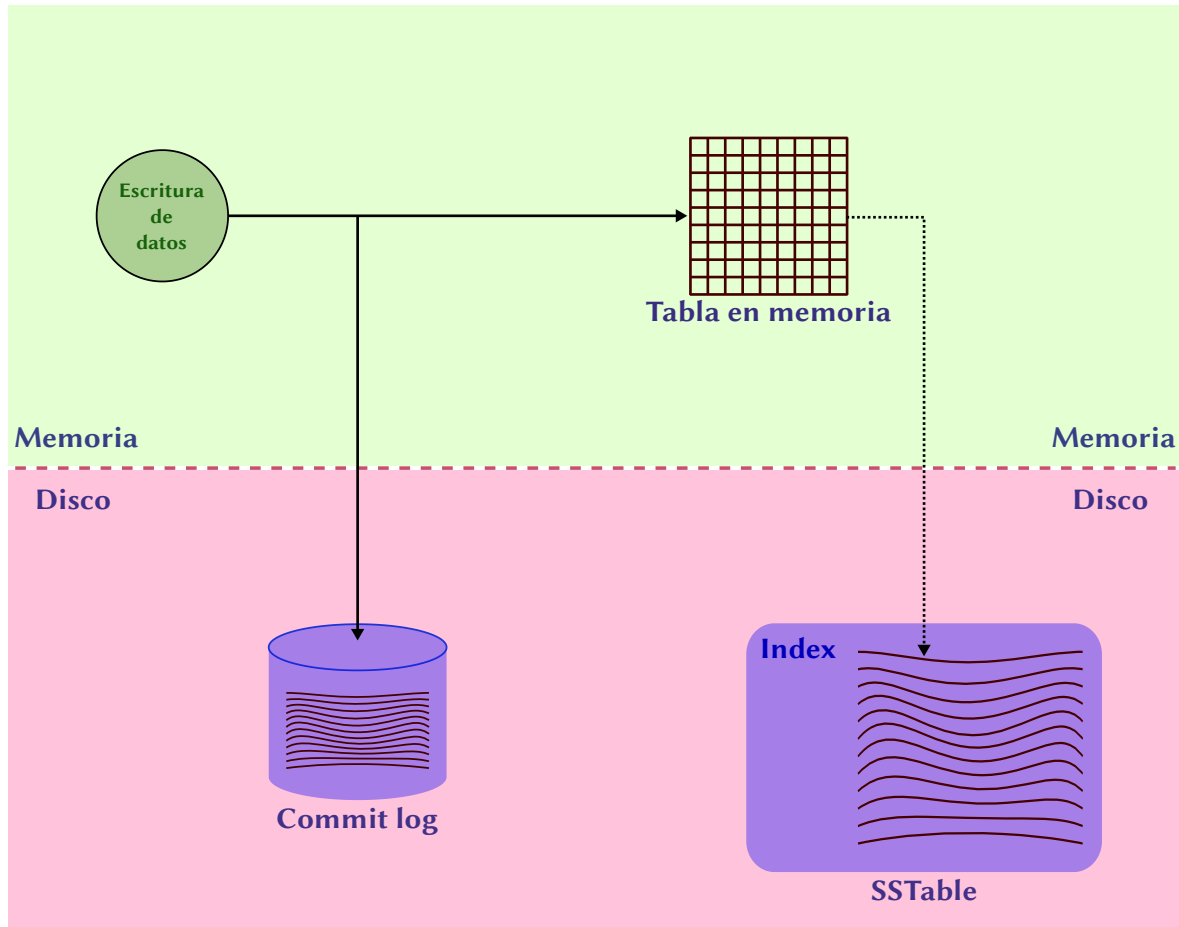 Escritura
de
datos
Tabla en memoria
Memoria
Memoria
Disco
Disco
Index
Commit log
SSTable